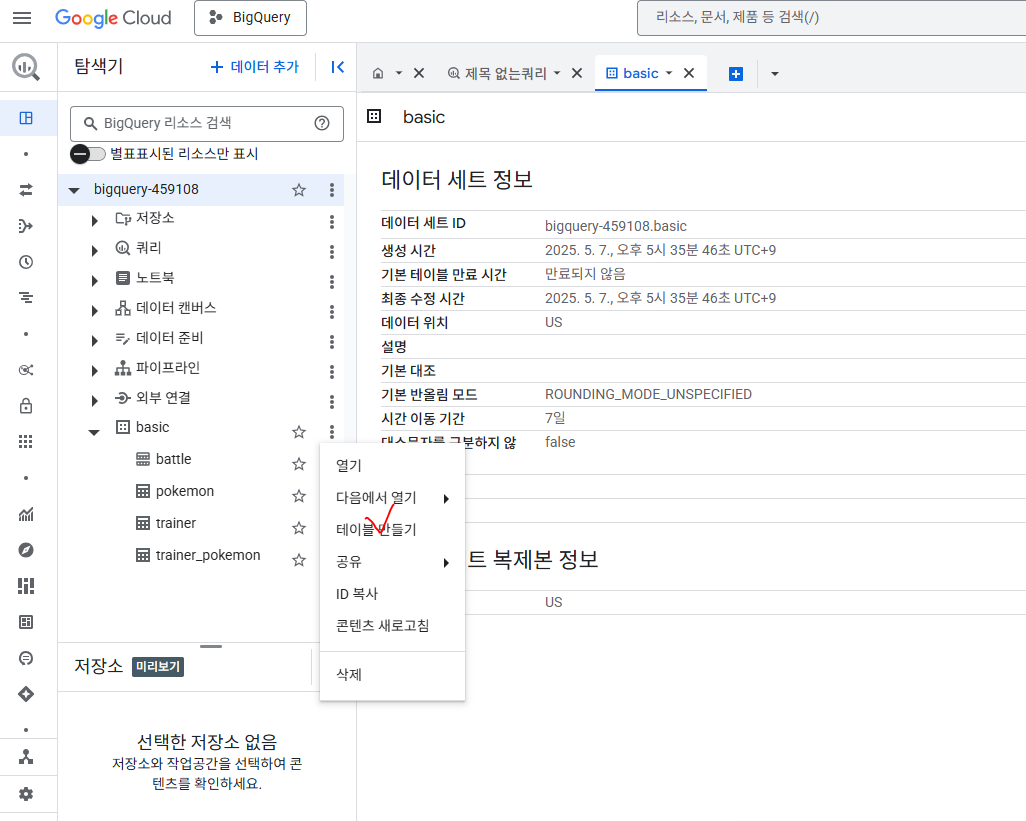 Google Cloud
BigQuery
리소스, 문서, 제품 등 검색(/)
탐색기
데이터 추가
제목 없는쿼리
basic
BigQuery 리소스 검색
별표표시된 리소스만 표시
basic
bigquery-459108
저장소
쿼리
노트북
데이터 캔버스
데이터 준비
파이프라인
외부 연결
basic
battle
pokemon
trainer
trainer_pokemon
열기
다음에서 열기
테이블 만들기
공유
ID 복사
콘텐츠 새로고침
삭제
데이터 세트 정보
데이터 세트 ID bigquery-459108.basic
생성 시간 2025. 5. 7., 오후 5시 35분 46초 UTC+9
기본 테이블 만료 시간 만료되지 않음
최종 수정 시간 2025. 5. 7., 오후 5시 35분 46초 UTC+9
데이터 위치 US
설명
기본 대조
기본 반올림 모드 ROUNDING_MODE_UNSPECIFIED
시간 이동 기간 7일
대소문자를 구분하지 않 false
트 복제본 정보
US
저장소 미리보기
선택한 저장소 없음
저장소와 작업공간을 선택하여 콘
텐츠를 확인하세요.